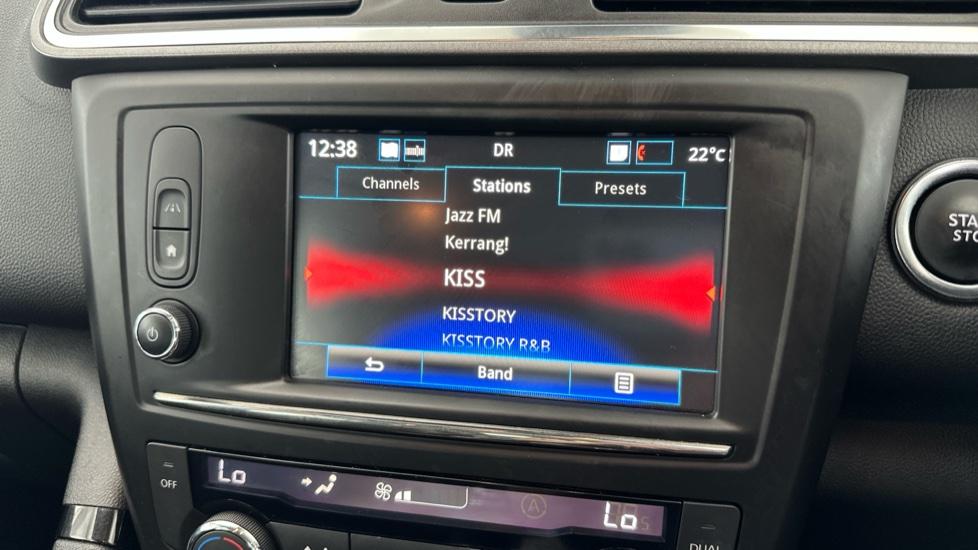 12:38 DR 22°C
Channels Stations Presets
Jazz FM
Kerrang!
KISS
KISSTORY
KISSTORY R&B
Band
STA
STO
OFF
Lo A Lo
DUAL